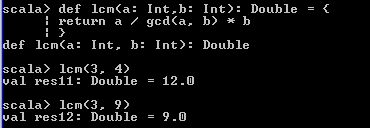 scala> def lcm(a: Int,b: Int): Double = {
| return a / gcd(a, b) * b
| }
def lcm(a: Int, b: Int): Double
scala> lcm(3, 4)
val res11: Double = 12.0
scala> lcm(3, 9)
val res12: Double = 9.0